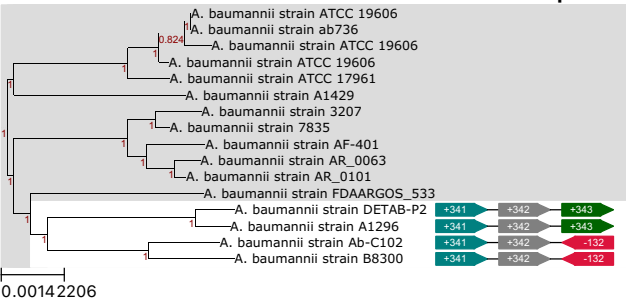 A. baumannii strain ATCC 19606
1
A. baumannii strain ab736
0.824
A. baumannii strain ATCC 19606
1
A. baumannii strain ATCC 19606
A. baumannii strain ATCC 17961
1
A. baumannii strain A1429
A. baumannii strain 3207
1
A. baumannii strain 7835
1
A. baumannii strain AF-401
1
A. baumannii strain AR_0063
1
A. baumannii strain AR_0101
1
A. baumannii strain FDAARGOS_533
A. baumannii strain DETAB-P2 +341 +342 +343
1
1
A. baumannii strain A1296 +341 +342 +343
1
A. baumannii strain Ab-C102 +341 +342 -132
1
A. baumannii strain B8300 +341 +342 -132
0.00142206